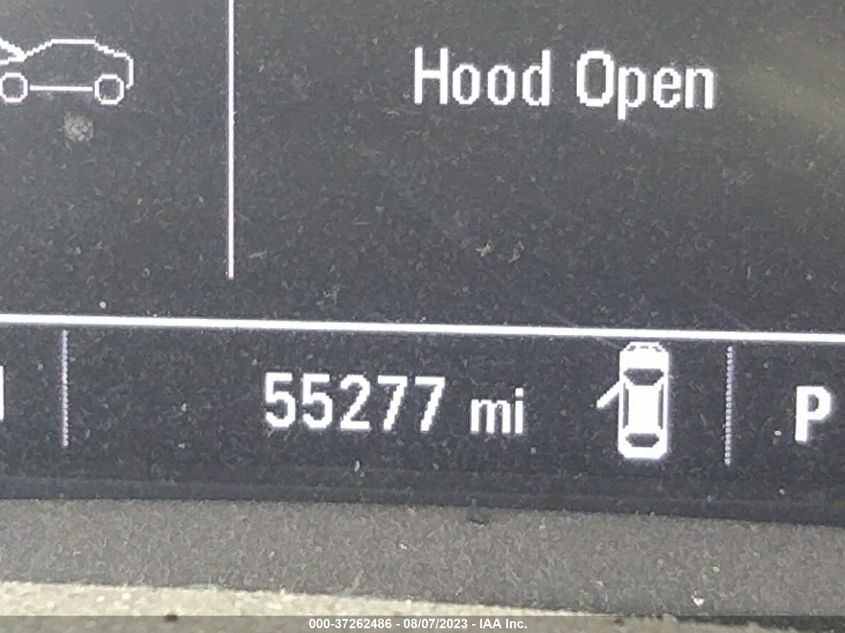 Hood Open
55277 mi
P
000-37262486 - 08/07/2023 - IAA Inc.